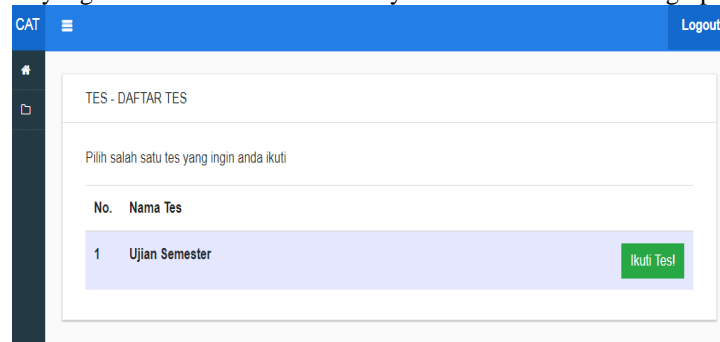 CAT Logout
TES - DAFTAR TES
Pilih salah satu tes yang ingin anda ikuti
No. Nama Tes
1 Ujian Semester Ikuti Tes!